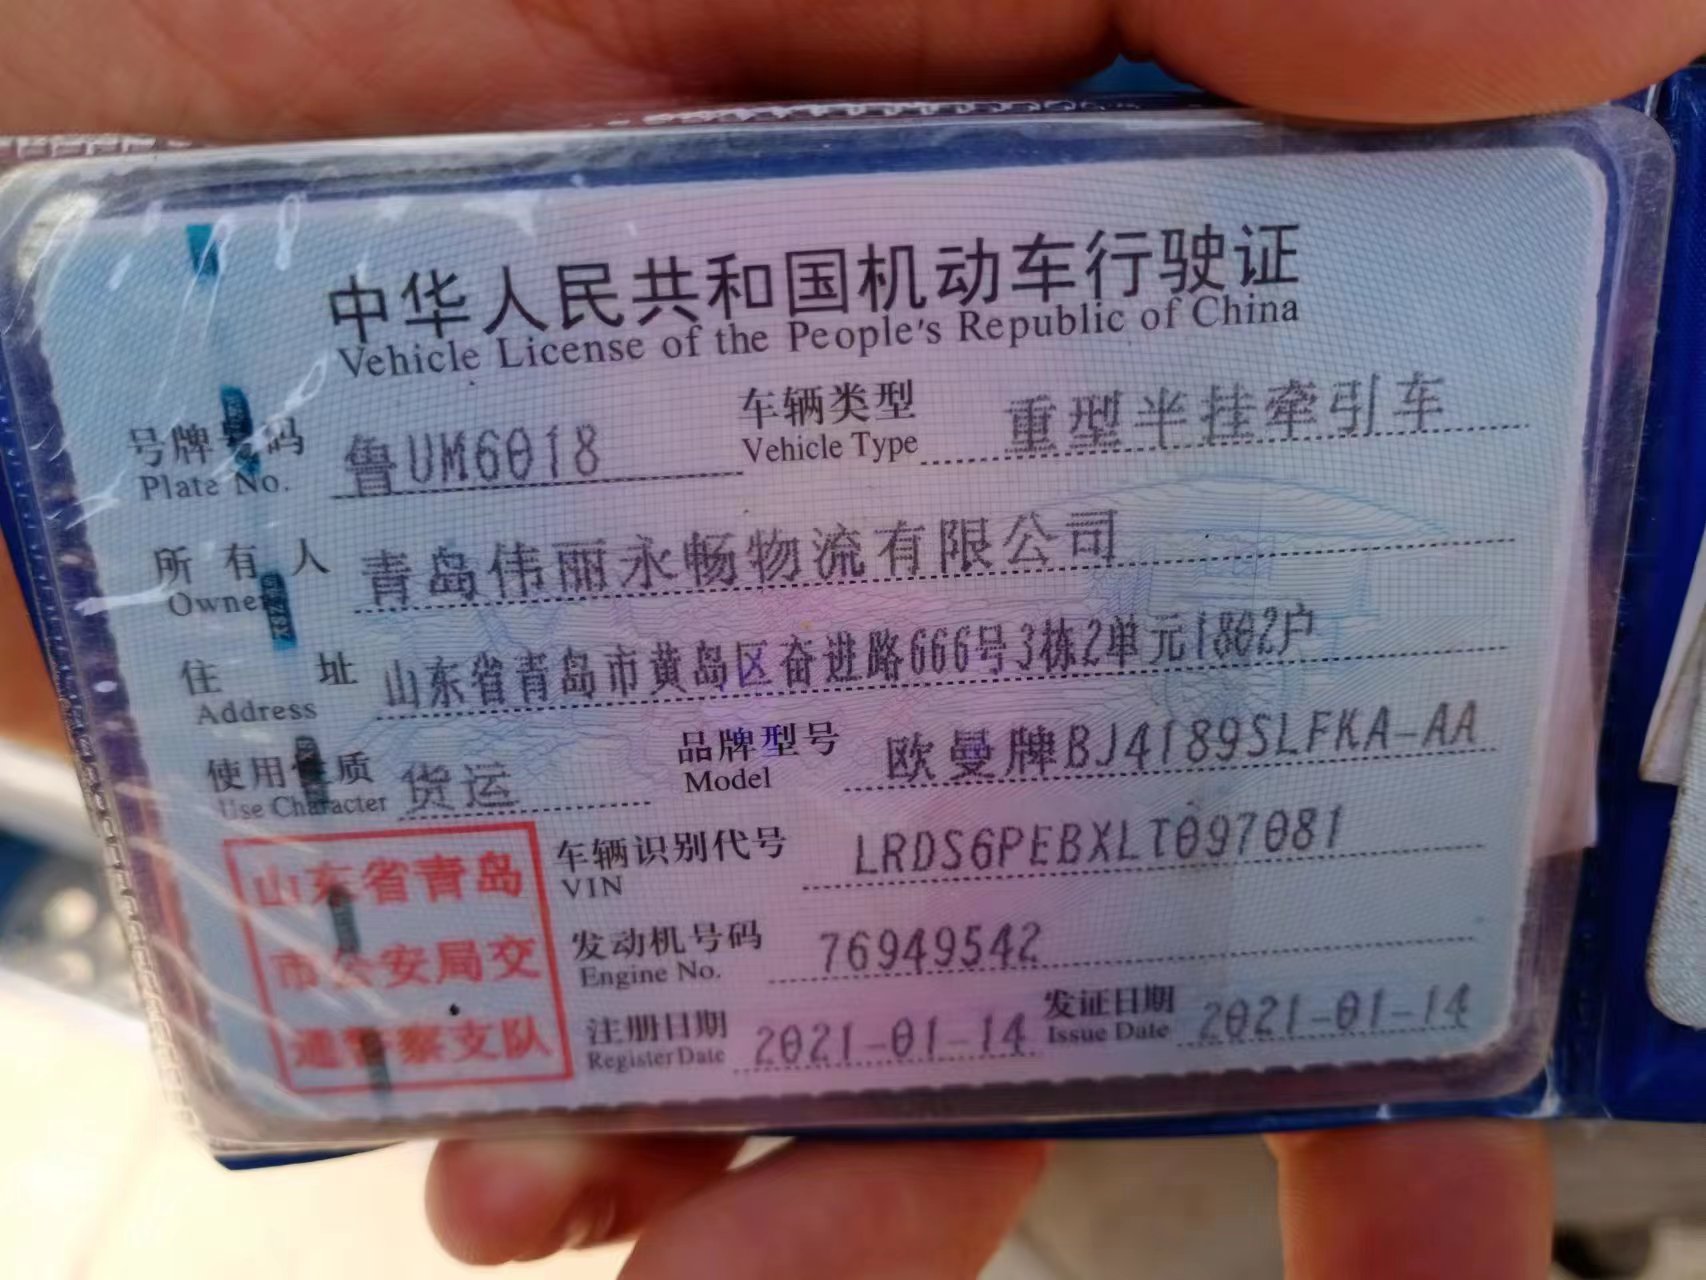 中华人民共和国机动车行驶证
Vehicle License of the People's Republic of China
号牌号码 鲁UM6018 车辆类型 重型半挂牵引车
Plate No. Vehicle Type
所有人 青岛伟丽永畅物流有限公司
Owner
住址 山东省青岛市黄岛区奋进路666号3栋2单元1802户
Address
使用性质 货运 品牌型号 欧曼牌BJ4189SLFKA-AA
Use Character Model
山东省青岛
市公安局交
通警察支队
车辆识别代号 LRDS6PEBXLT097081
VIN
发动机号码 76949542
Engine No.
注册日期 2021-01-14 发证日期 2021-01-14
Register Date Issue Date